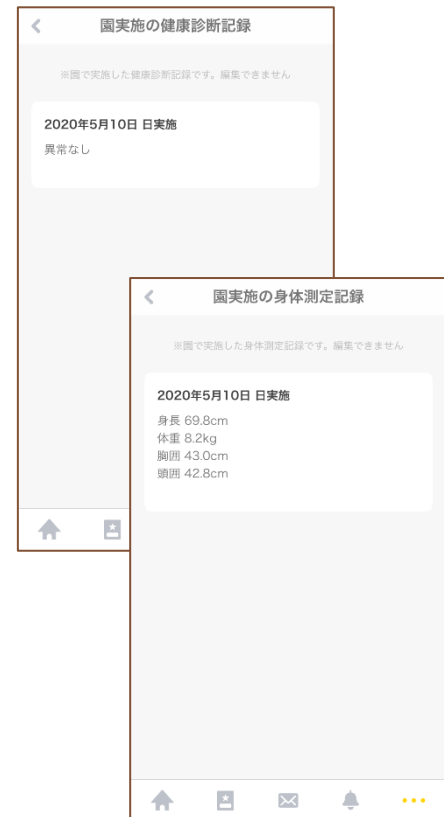 園実施の健康診断記録
※園で実施した健康診断記録です。編集できません
2020年5月10日 日実施
異常なし
園実施の身体測定記録
※園で実施した身体測定記録です。編集できません
2020年5月10日 日実施
身長 69.8cm
体重 8.2kg
胸囲 43.0cm
頭囲 42.8cm